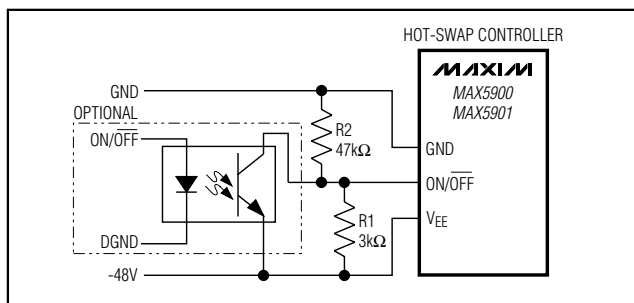 HOT-SWAP CONTROLLER
MAXIM
MAX5900
MAX5901
GND
OPTIONAL
ON/OFF
R2
47kΩ
GND
ON/OFF
R1
3kΩ
VEE
DGND
-48V